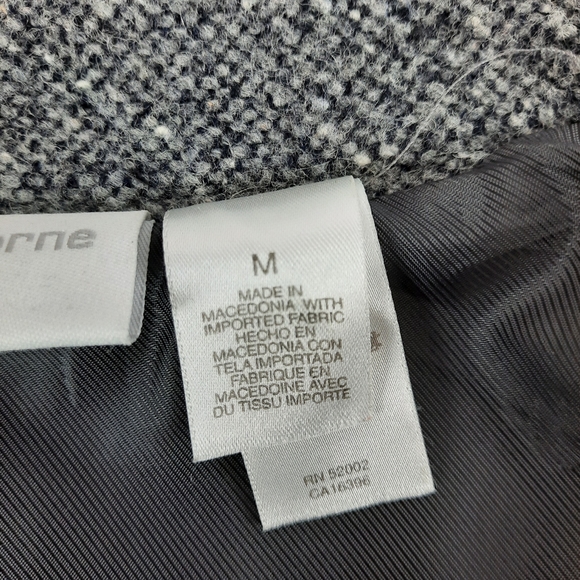 orne
M
MADE IN
MACEDONIA WITH
IMPORTED FABRIC
HECHO EN
MACEDONIA CON
TELA IMPORTADA
FABRIQUE EN
MACEDOINE AVEC
DU TISSU IMPORTE
RN 52002
CA16396